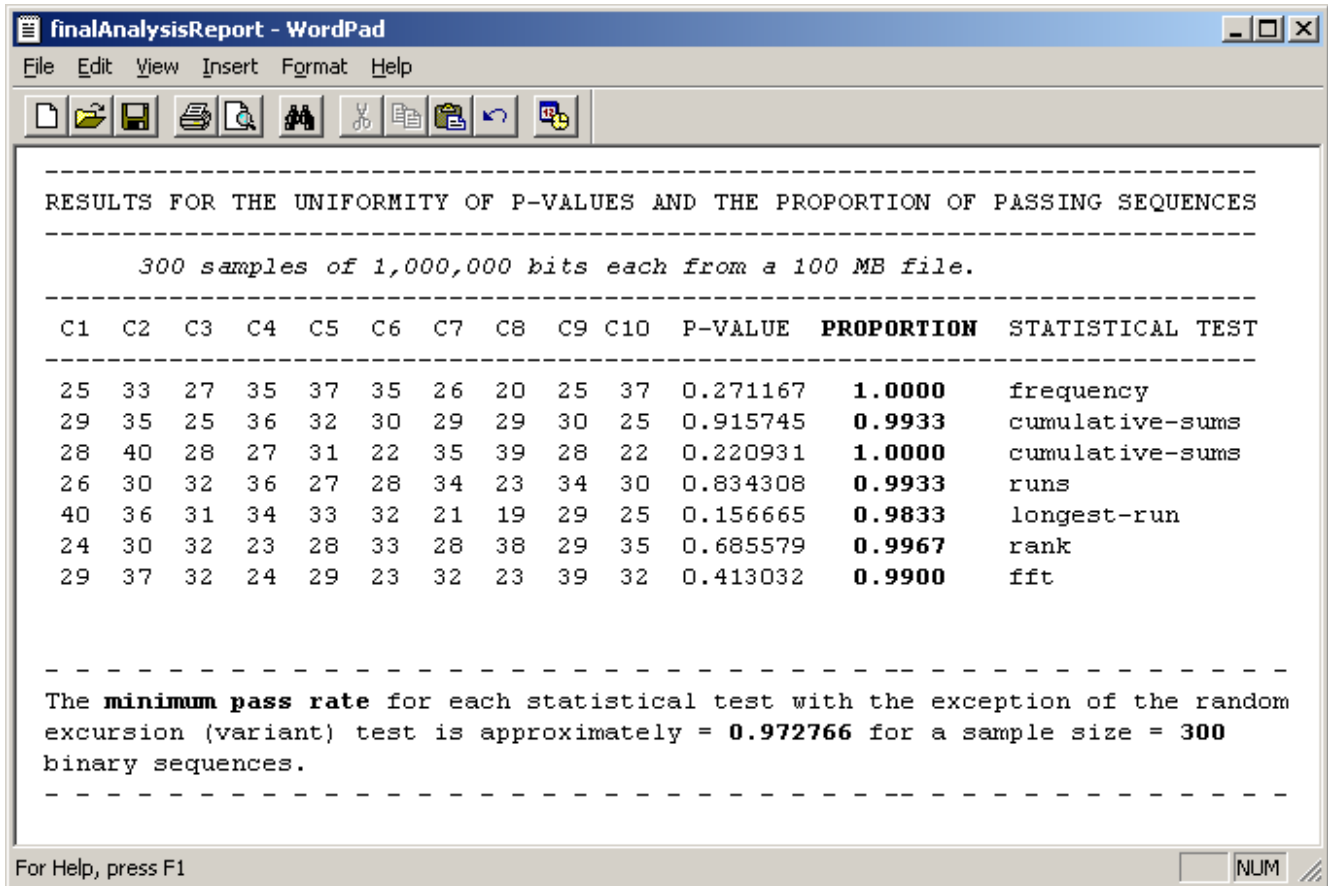 finalAnalysisReport - WordPad
File Edit View Insert Format Help
--------------------------------------------------------------------------------
RESULTS FOR THE UNIFORMITY OF P-VALUES AND THE PROPORTION OF PASSING SEQUENCES
--------------------------------------------------------------------------------
300 samples of 1,000,000 bits each from a 100 MB file.
--------------------------------------------------------------------------------
C1 C2 C3 C4 C5 C6 C7 C8 C9 C10 P-VALUE PROPORTION STATISTICAL TEST
--------------------------------------------------------------------------------
25 33 27 35 37 35 26 20 25 37 0.271167 1.0000 frequency
29 35 25 36 32 30 29 29 30 25 0.915745 0.9933 cumulative-sums
28 40 28 27 31 22 35 39 28 22 0.220931 1.0000 cumulative-sums
26 30 32 36 27 28 34 23 34 30 0.834308 0.9933 runs
40 36 31 34 33 32 21 19 29 25 0.156665 0.9833 longest-run
24 30 32 23 28 33 28 38 29 35 0.685579 0.9967 rank
29 37 32 24 29 23 32 23 39 32 0.413032 0.9900 fft
- - - - - - - - - - - - - - - - - - - - - - - - - - - - -- - - - - - - - - - - -
The minimum pass rate for each statistical test with the exception of the random
excursion (variant) test is approximately = 0.972766 for a sample size = 300
binary sequences.
- - - - - - - - - - - - - - - - - - - - - - - - - - - - -- - - - - - - - - - - -
For Help, press F1
NUM